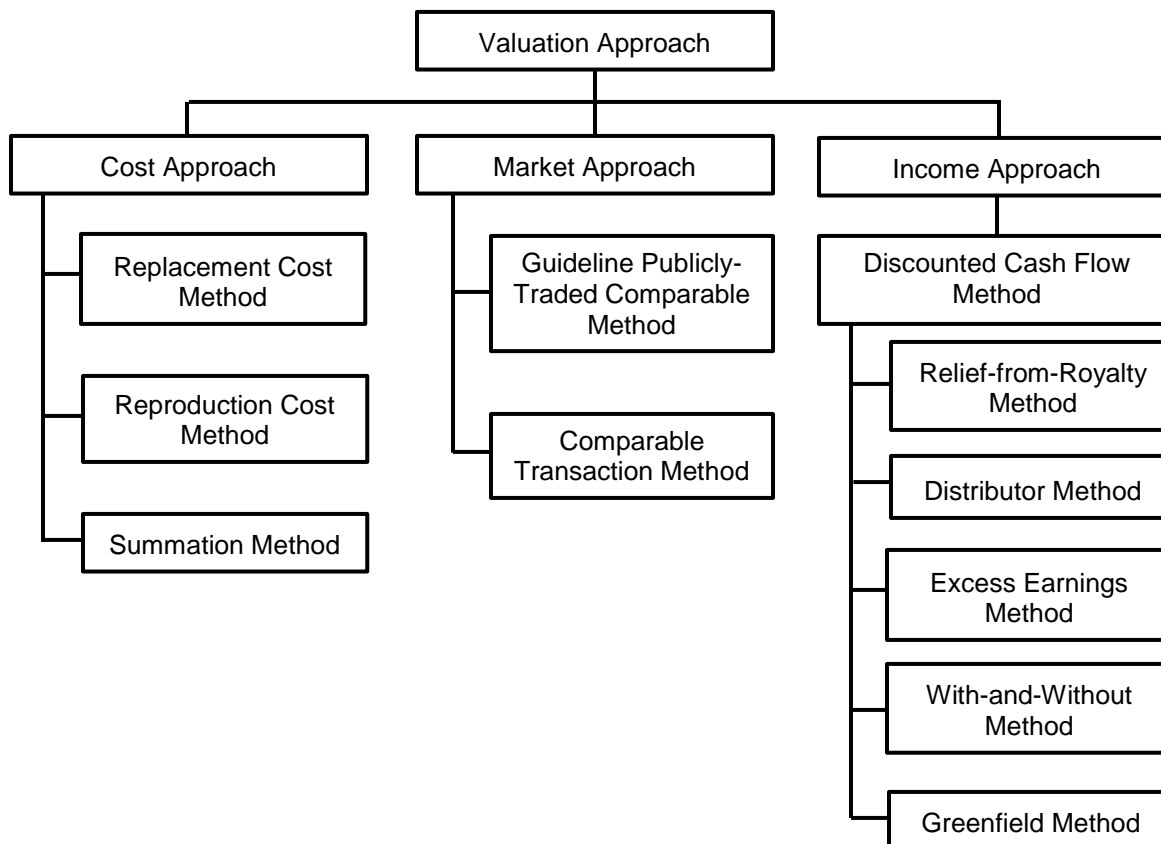 Valuation Approach
Cost Approach
Replacement Cost
Method
Reproduction Cost
Method
Summation Method
Market Approach
Guideline Publicly-
Traded Comparable
Method
Comparable
Transaction Method
Income Approach
Discounted Cash Flow
Method
Relief-from-Royalty
Method
Distributor Method
Excess Earnings
Method
With-and-Without
Method
Greenfield Method